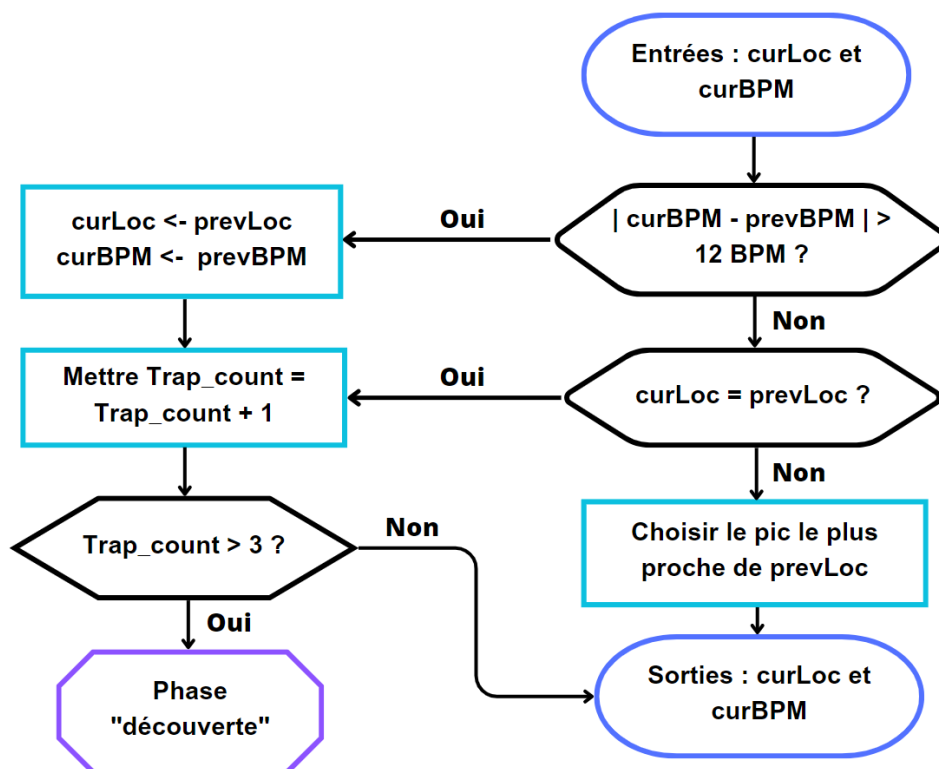 Entrées : curLoc et
curBPM
| curBPM - prevBPM | >
12 BPM ?
Oui
curLoc <- prevLoc
curBPM <- prevBPM
Non
curLoc = prevLoc ?
Oui
Mettre Trap_count =
Trap_count + 1
Non
Choisir le pic le plus
proche de prevLoc
Trap_count > 3 ?
Non
Oui
Phase
"découverte"
Sorties : curLoc et
curBPM